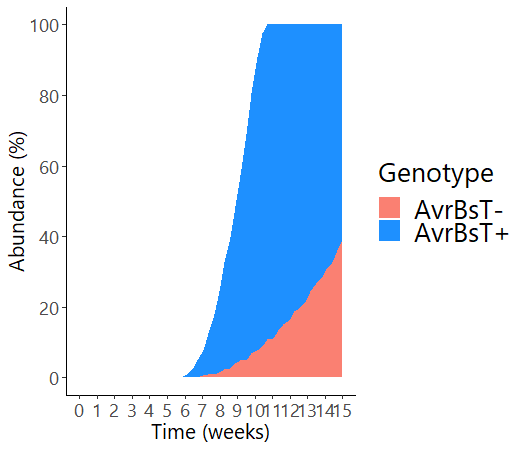 100
80
60
40
20
0
Abundance (%)
0 1 2 3 4 5 6 7 8 9 10 11 12 13 14 15
Time (weeks)
Genotype
AvrBsT-
AvrBsT+